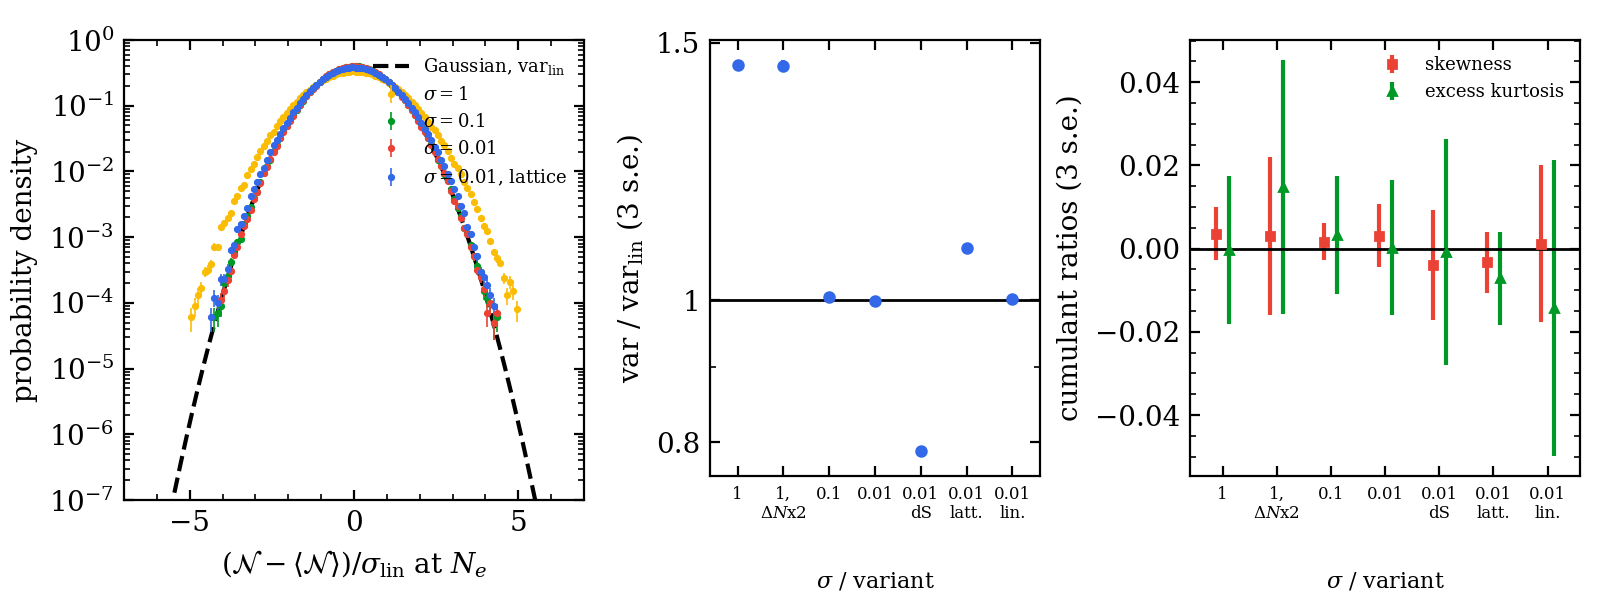 probability density
10⁰
10⁻¹
10⁻²
10⁻³
10⁻⁴
10⁻⁵
10⁻⁶
10⁻⁷
−5
0
5
(𝒩 − ⟨𝒩⟩)/σ_lin at N_e
Gaussian, var_lin
σ = 1
σ = 0.1
σ = 0.01
σ = 0.01, lattice
var / var_lin (3 s.e.)
1.5
1
0.8
1
1, ΔNx2
0.1
0.01
0.01 dS
0.01 latt.
0.01 lin.
σ / variant
cumulant ratios (3 s.e.)
0.04
0.02
0.00
−0.02
−0.04
skewness
excess kurtosis
1
1, ΔNx2
0.1
0.01
0.01 dS
0.01 latt.
0.01 lin.
σ / variant